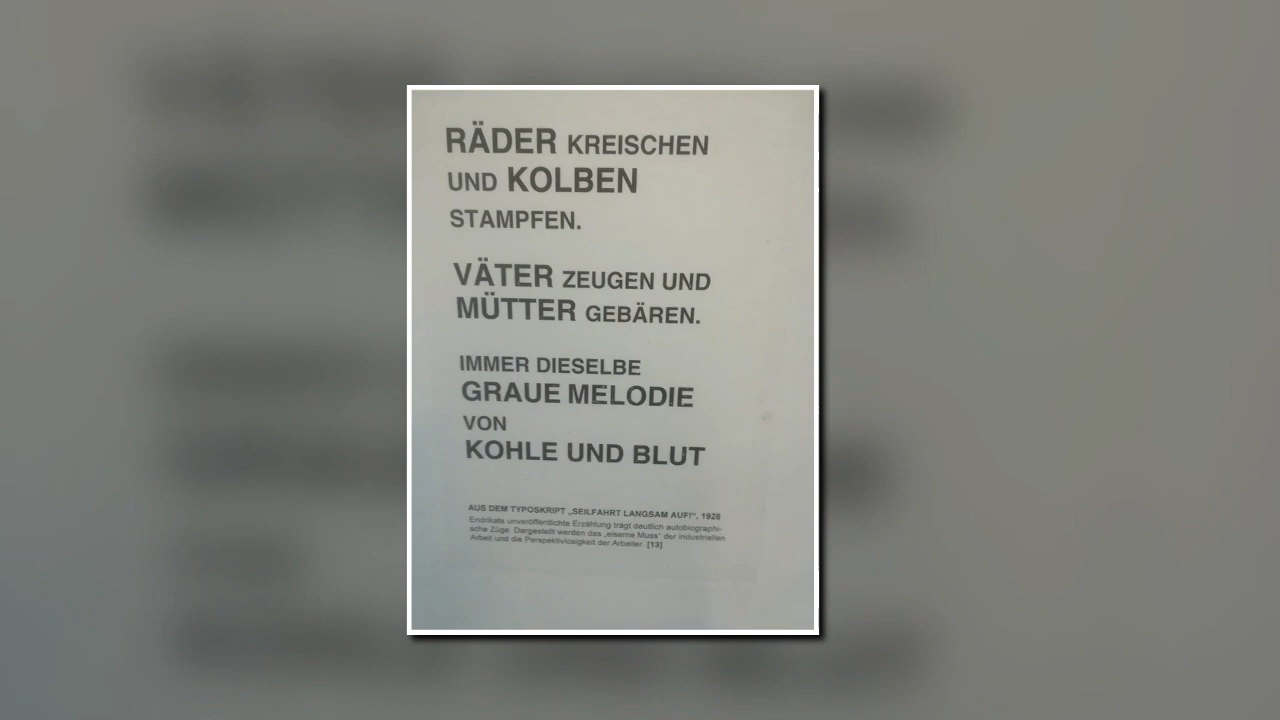 RÄDER KREISCHEN
UND KOLBEN
STAMPFEN.
VÄTER ZEUGEN UND
MÜTTER GEBÄREN.
IMMER DIESELBE
GRAUE MELODIE
VON
KOHLE UND BLUT
AUS DEM TYPOSKRIPT „SEILFAHRT LANGSAM AUF!“, 1928
Endrikats unveröffentlichte Erzählung trägt deutlich autobiographi-
sche Züge. Dargestellt werden das „eiserne Muss“ der industriellen
Arbeit und die Perspektivlosigkeit der Arbeiter. [13]